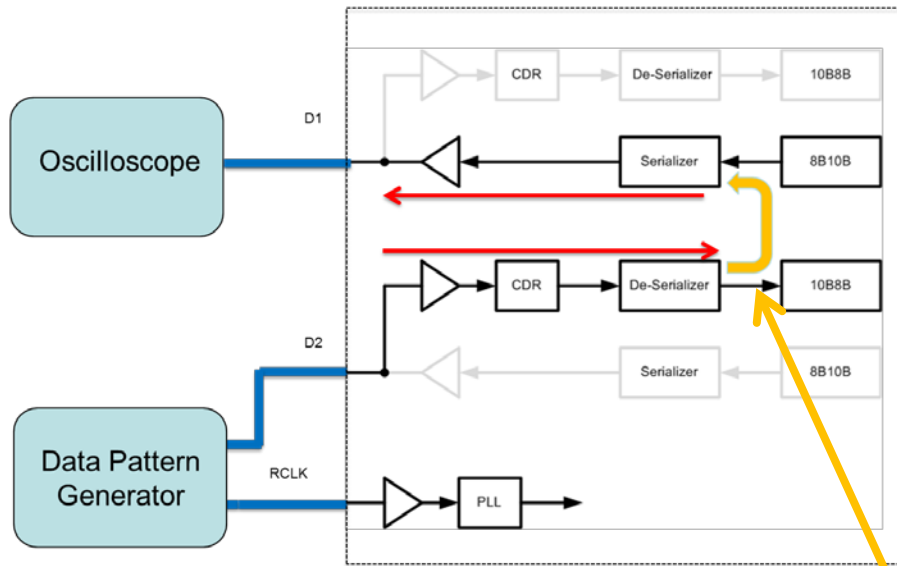 CDR
De-Serializer
10B8B
D1
Oscilloscope
Serializer
8B10B
CDR
De-Serializer
10B8B
D2
Serializer
8B10B
Data Pattern
Generator
RCLK
PLL